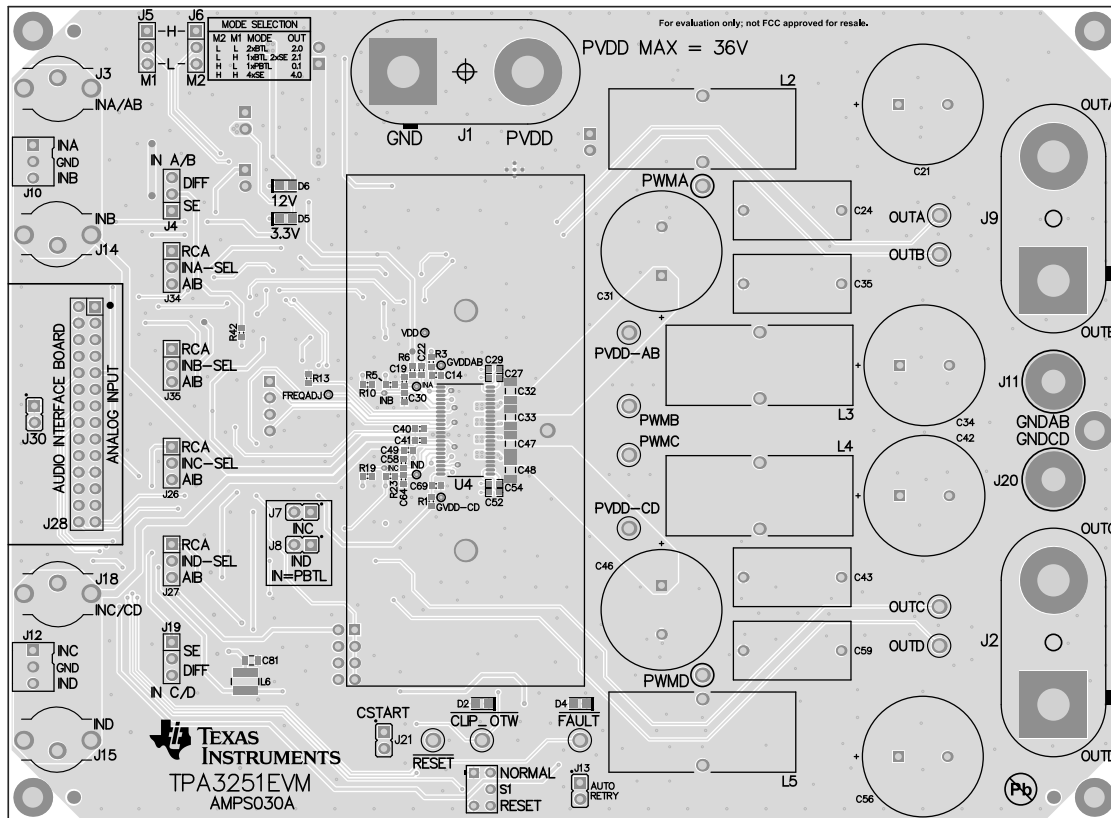 For evaluation only; not FCC approved for resale.
PVDD MAX = 36V
J5
J6
H
L
M1
M2
MODE SELECTION
M2 M1 MODE OUT
L L 2xBTL 2.0
L H 1xBTL 2xSE 2.1
H L 1xPBTL 0.1
H H 4xSE 4.0
J3
INA/AB
GND
J1
PVDD
L2
C21
OUTA
INA
GND
INB
J10
IN A/B
DIFF
SE
J4
D6
12V
D5
3.3V
PWMA
C24
OUTA
J9
INB
J14
RCA
INA-SEL
AIB
J34
C31
C35
OUTB
OUTB
AUDIO INTERFACE BOARD
ANALOG INPUT
J30
J28
R42
VDD
PVDD-AB
RCA
INB-SEL
AIB
J35
R13
FREQADJ
R5
R10
INB
R6
C19
C22
R3
GVDDAB
C14
INA
C30
C29
C27
C32
C33
C47
C48
C54
C52
U4
L3
C34
J11
GNDAB
GNDCD
PWMB
PWMC
L4
C42
J20
C40
C41
C49
C58
R19
INC
R23
C64
IND
C69
R1
GVDD-CD
RCA
INC-SEL
AIB
J26
J7
INC
J8
IND
IN=PBTL
PVDD-CD
OUTC
RCA
IND-SEL
AIB
J27
C46
C43
J18
INC/CD
OUTC
J12
INC
GND
IND
J19
SE
DIFF
IN C/D
C81
L6
C59
OUTD
J2
PWMD
IND
J15
TEXAS
INSTRUMENTS
TPA3251EVM
AMPS030A
CSTART
J21
D2
CLIP_OTW
RESET
D4
FAULT
NORMAL
S1
RESET
J13
AUTO
RETRY
L5
C56
OUTD
Pb